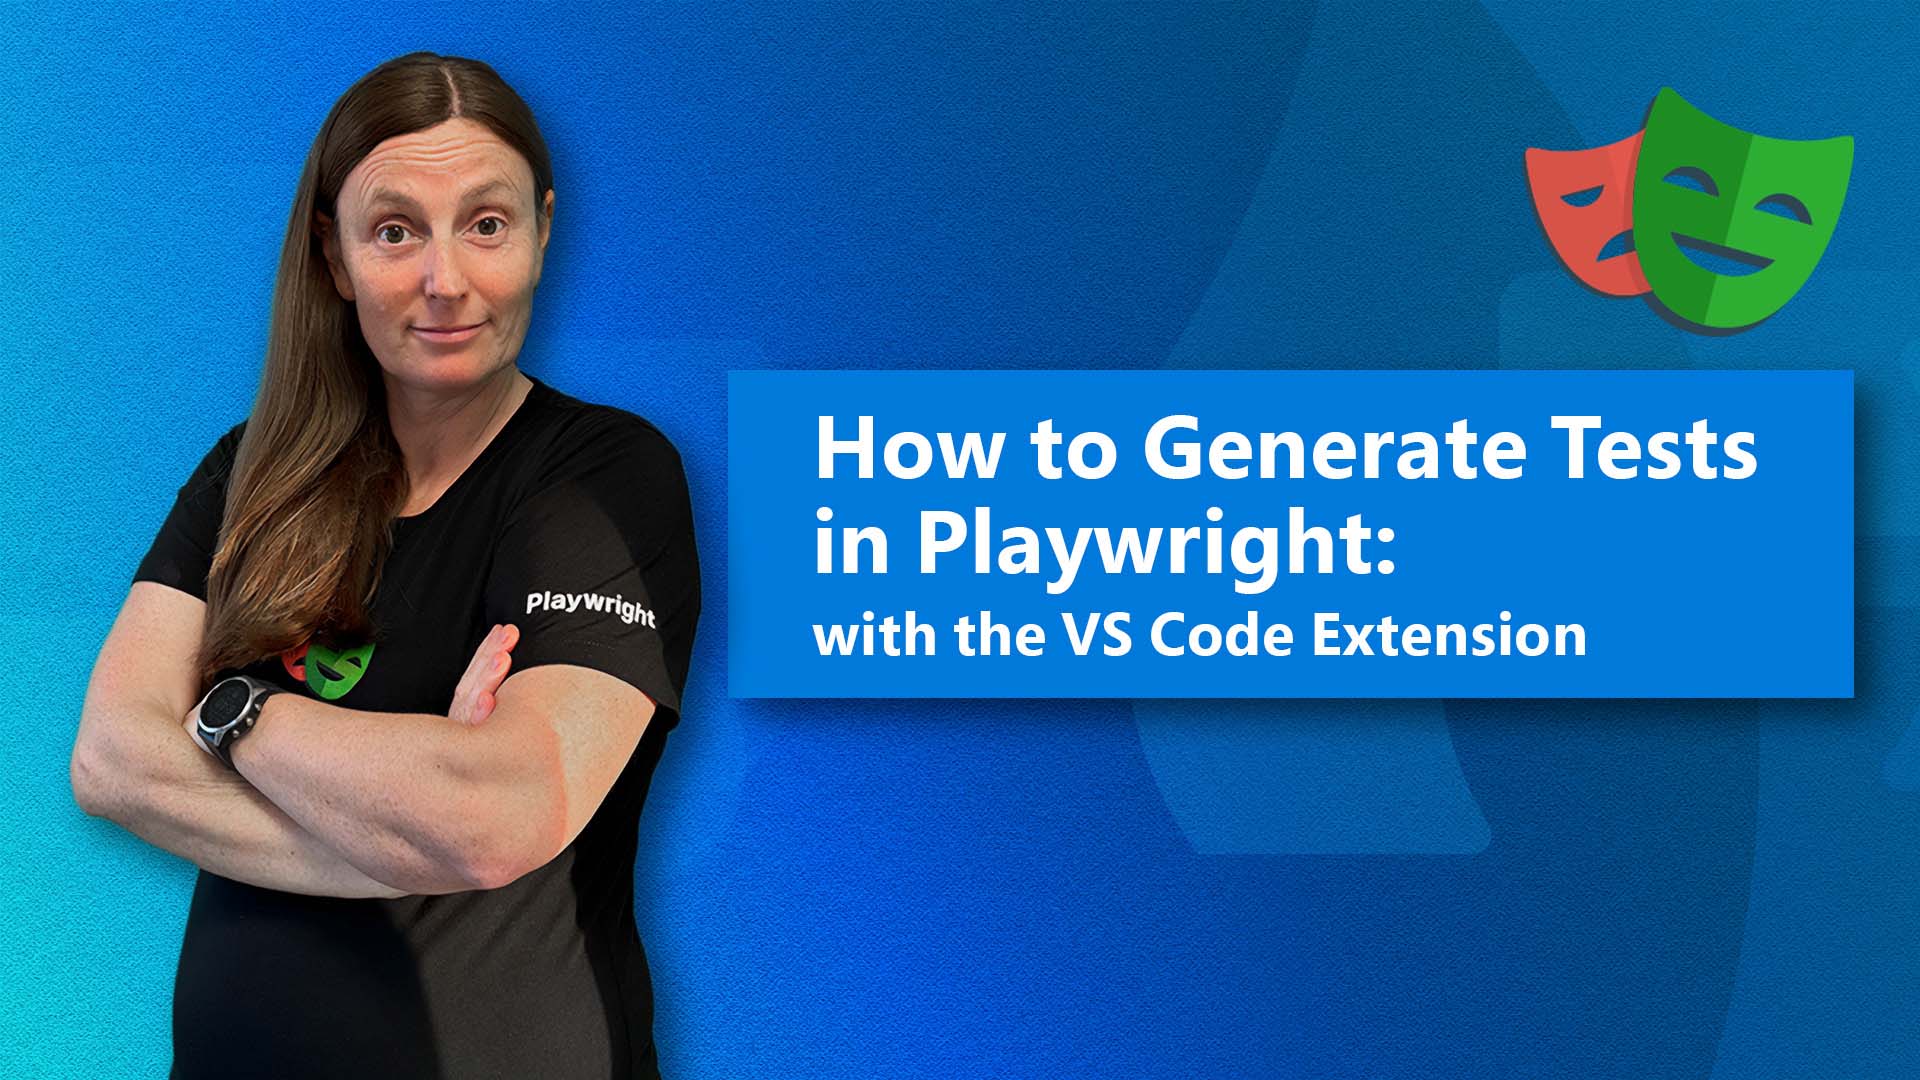 How to Generate Tests
in Playwright:
with the VS Code Extension
Playwright